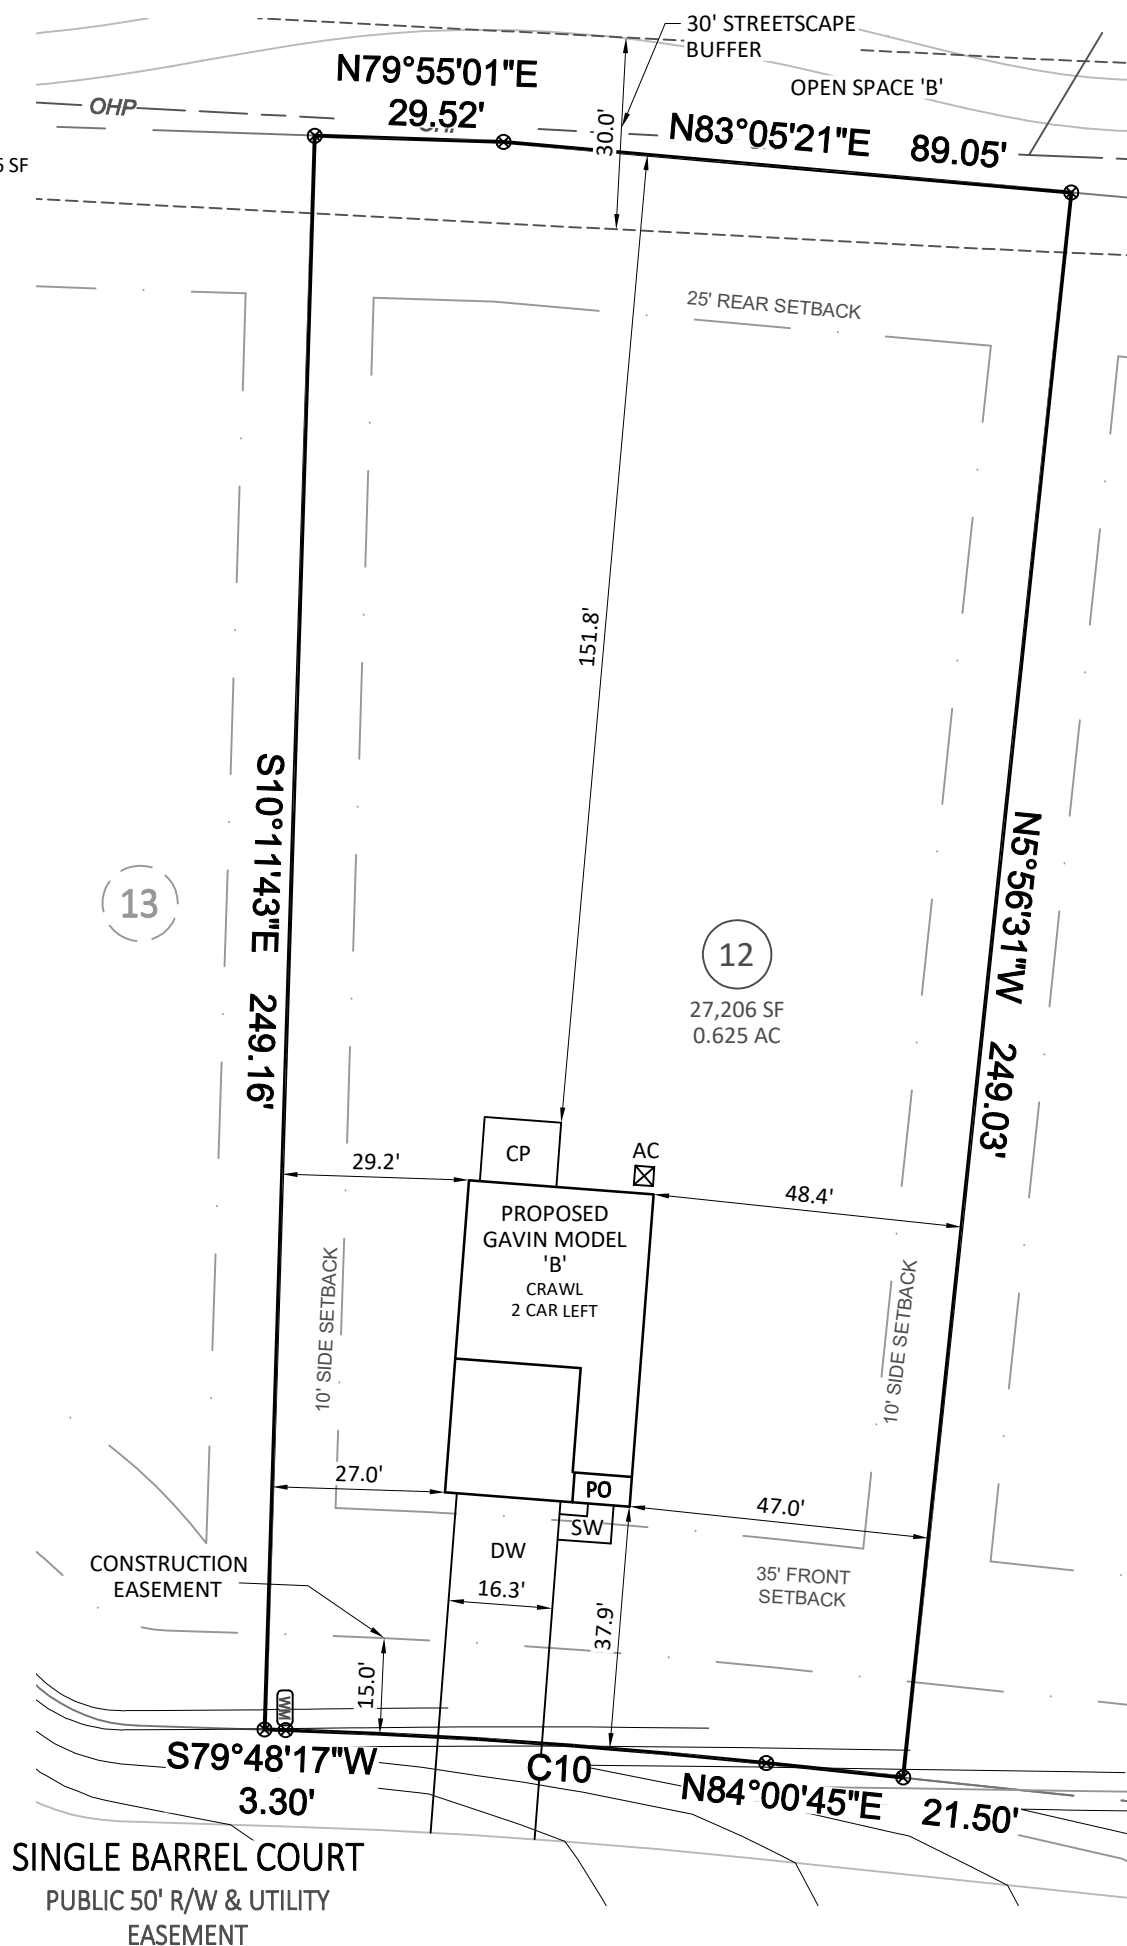 30' STREETSCAPE
BUFFER
OPEN SPACE 'B'
N79°55'01"E
29.52'
OHP
30.0'
N83°05'21"E 89.05'
SF
25' REAR SETBACK
151.8'
S10°11'43"E 249.16'
N5°56'31"W 249.03'
13
12
27,206 SF
0.625 AC
CP
AC
29.2'
48.4'
PROPOSED
GAVIN MODEL
'B'
CRAWL
2 CAR LEFT
10' SIDE SETBACK
10' SIDE SETBACK
27.0'
PO
47.0'
SW
DW
CONSTRUCTION
EASEMENT
16.3'
37.9'
35' FRONT
SETBACK
15.0'
WM
S79°48'17"W
3.30'
C10
N84°00'45"E 21.50'
SINGLE BARREL COURT
PUBLIC 50' R/W & UTILITY
EASEMENT